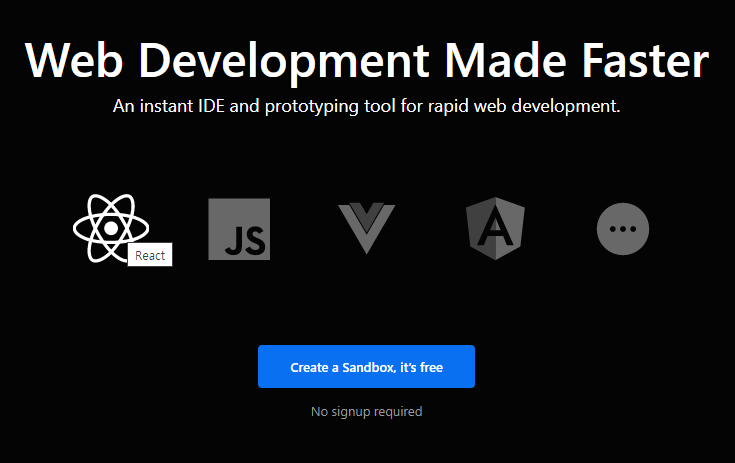 Web Development Made Faster
An instant IDE and prototyping tool for rapid web development.
JS
A
React
Create a Sandbox, it's free
No signup required